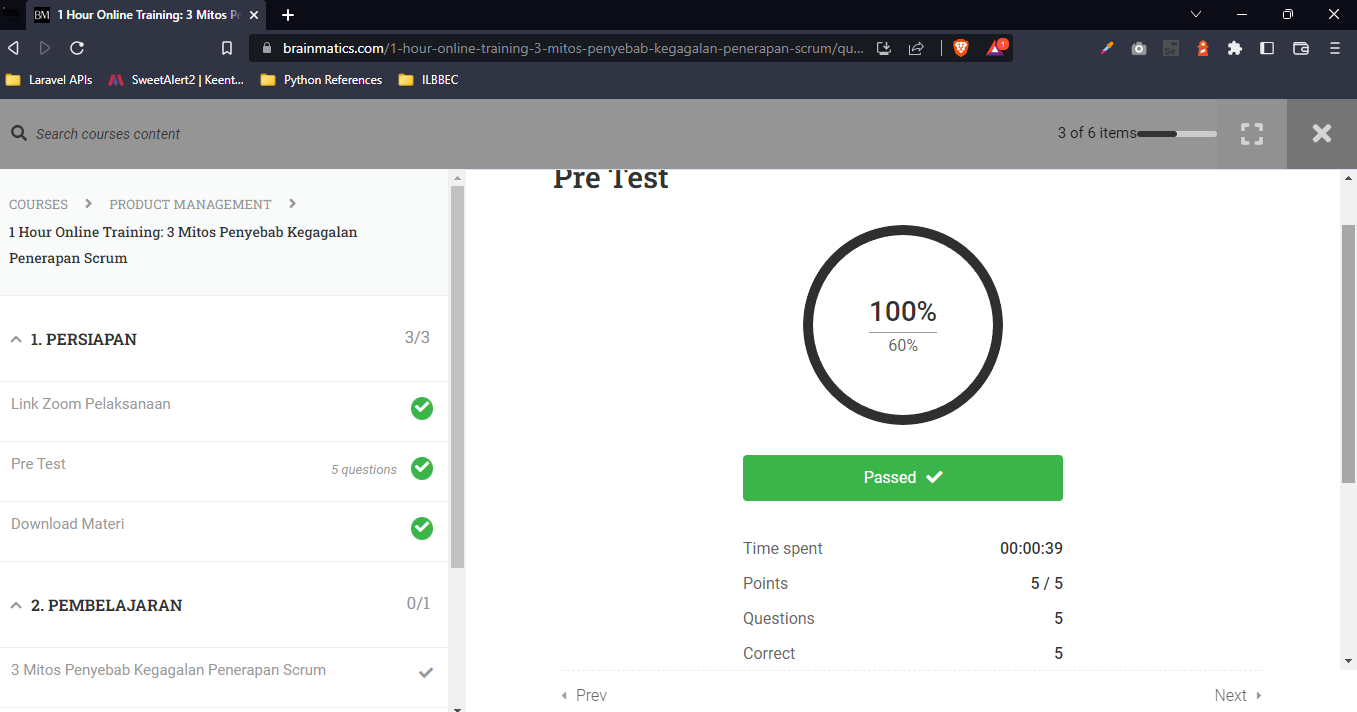 BM 1 Hour Online Training: 3 Mitos P
brainmatics.com/1-hour-online-training-3-mitos-penyebab-kegagalan-penerapan-scrum/qu...
1
Laravel APIs
SweetAlert2 | Keent...
Python References
ILBBEC
Search courses content
3 of 6 items
COURSES
PRODUCT MANAGEMENT
1 Hour Online Training: 3 Mitos Penyebab Kegagalan
Penerapan Scrum
1. PERSIAPAN 3/3
Link Zoom Pelaksanaan
Pre Test 5 questions
Download Materi
2. PEMBELAJARAN 0/1
3 Mitos Penyebab Kegagalan Penerapan Scrum
Pre Test
100%
60%
Passed
Time spent 00:00:39
Points 5 / 5
Questions 5
Correct 5
Prev
Next